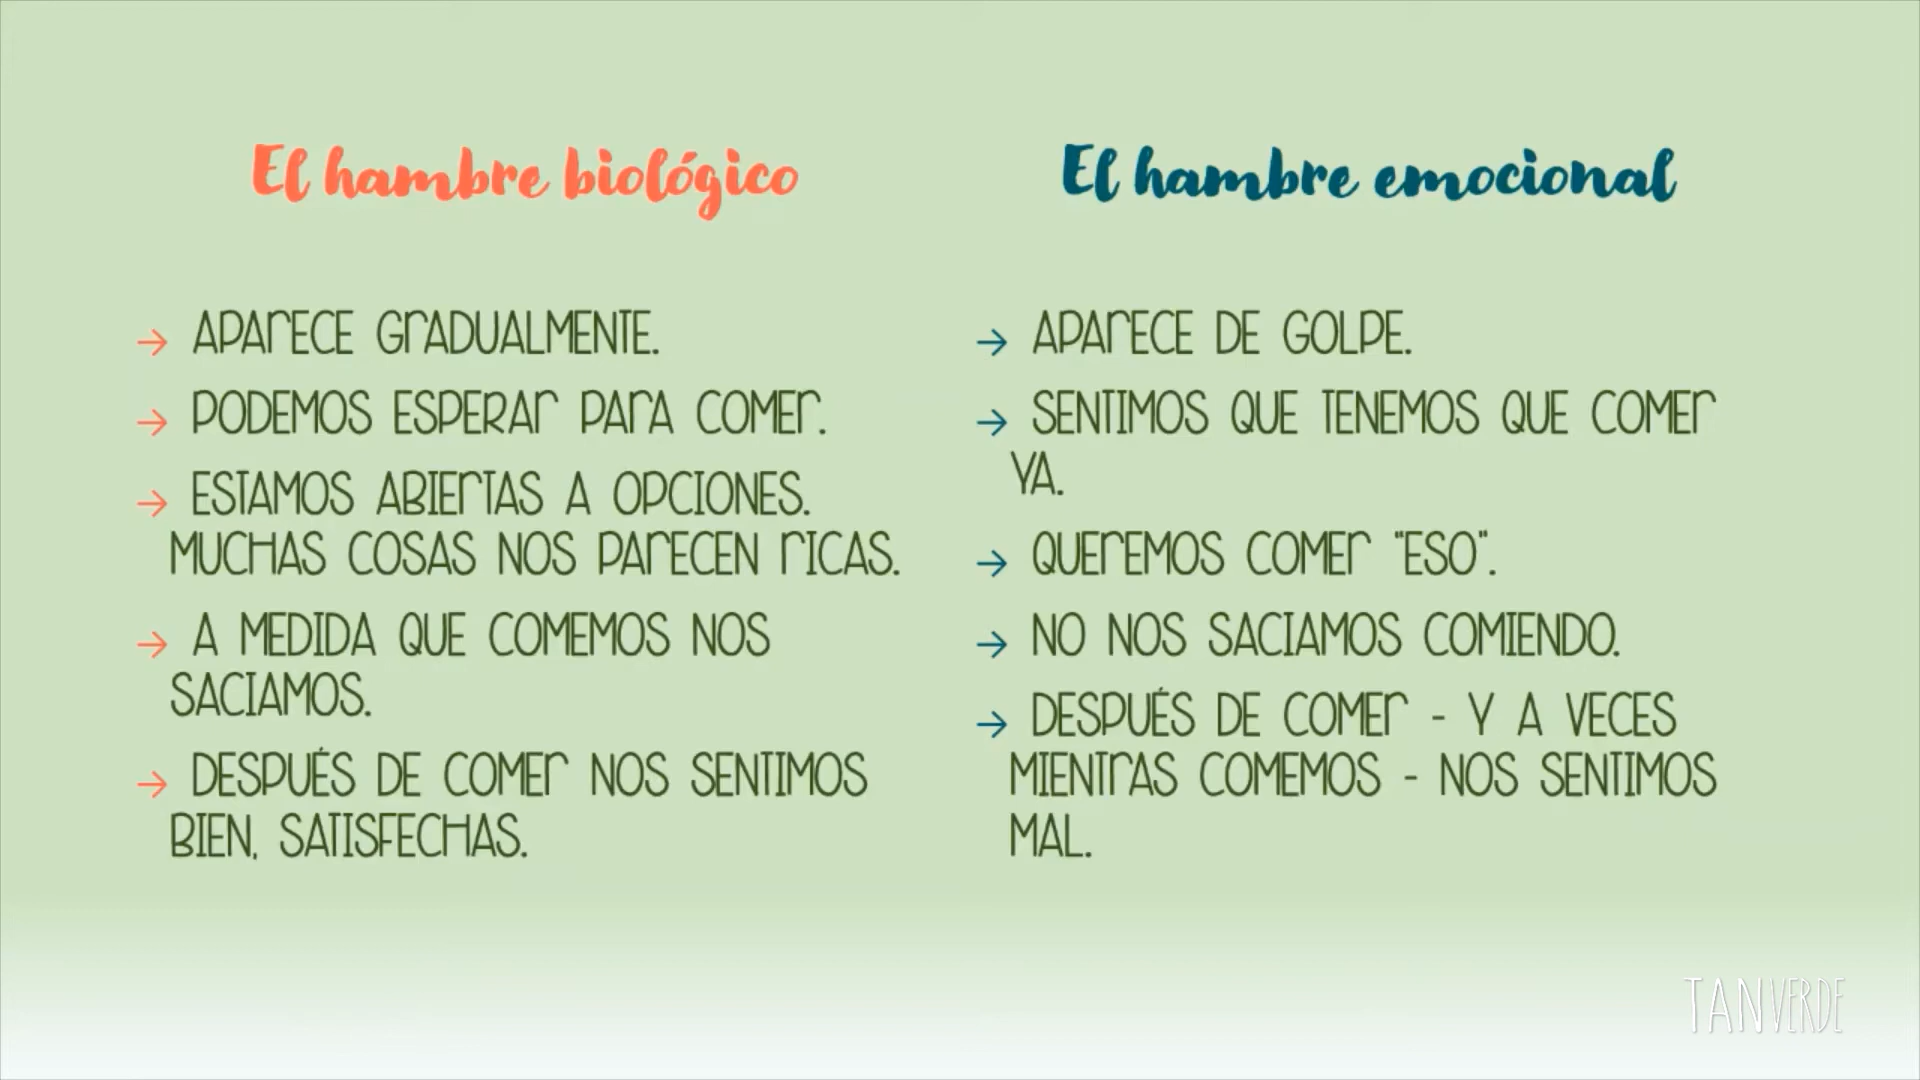 El hambre biológico
→ APARECE GRADUALMENTE.
→ PODEMOS ESPERAR PARA COMER.
→ ESTAMOS ABIERTAS A OPCIONES.
MUCHAS COSAS NOS PARECEN RICAS.
→ A MEDIDA QUE COMEMOS NOS
SACIAMOS.
→ DESPUÉS DE COMER NOS SENTIMOS
BIEN, SATISFECHAS.
El hambre emocional
→ APARECE DE GOLPE.
→ SENTIMOS QUE TENEMOS QUE COMER
YA.
→ QUEREMOS COMER "ESO".
→ NO NOS SACIAMOS COMIENDO.
→ DESPUÉS DE COMER - Y A VECES
MIENTRAS COMEMOS - NOS SENTIMOS
MAL.
TANVERDE